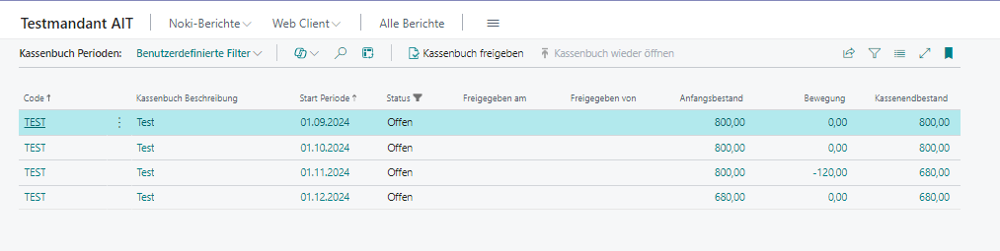 Testmandant AIT Noki-Berichte Web Client Alle Berichte
Kassenbuch Perioden: Benutzerdefinierte Filter Kassenbuch freigeben Kassenbuch wieder öffnen
Code ↑ Kassenbuch Beschreibung Start Periode ↑ Status Freigegeben am Freigegeben von Anfangsbestand Bewegung Kassenendbestand
TEST Test 01.09.2024 Offen 800,00 0,00 800,00
TEST Test 01.10.2024 Offen 800,00 0,00 800,00
TEST Test 01.11.2024 Offen 800,00 -120,00 680,00
TEST Test 01.12.2024 Offen 680,00 0,00 680,00